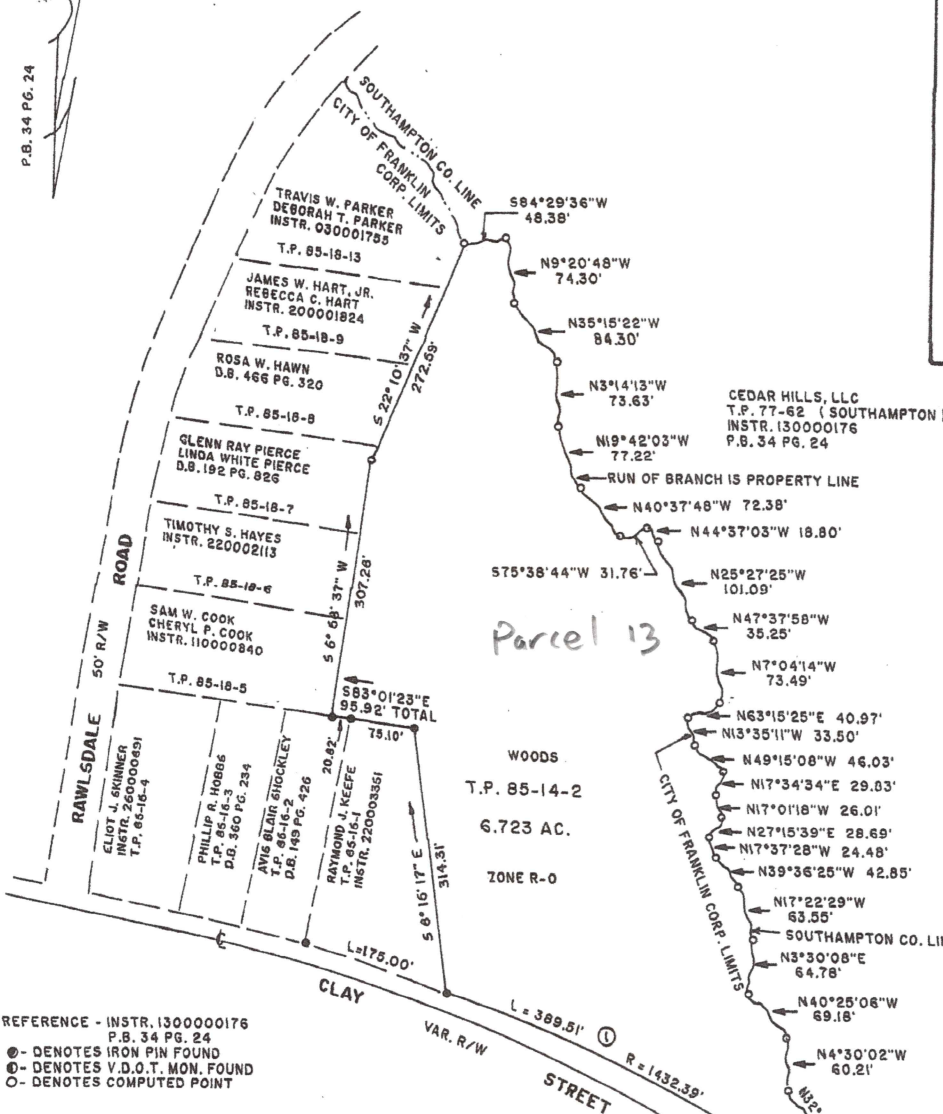 P.B. 34 PG. 24
SOUTHAMPTON CO. LINE
CITY OF FRANKLIN
CORP. LIMITS
TRAVIS W. PARKER
DEBORAH T. PARKER
INSTR. 030001755
T.P. 85-18-13
JAMES W. HART, JR.
REBECCA C. HART
INSTR. 200001824
T.P. 85-18-9
ROSA W. HAWN
D.B. 466 PG. 320
T.P. 85-18-8
GLENN RAY PIERCE
LINDA WHITE PIERCE
D.B. 192 PG. 826
T.P. 85-18-7
TIMOTHY S. HAYES
INSTR. 220002113
T.P. 85-18-6
SAM W. COOK
CHERYL P. COOK
INSTR. 110000840
T.P. 85-18-5
RAWLSDALE ROAD
50' R/W
S 22° 10' 37" W
272.69'
S 6° 58' 37" W
307.26'
S83°01'23"E
95.92' TOTAL
75.10'
20.82'
ELIOT J. SKINNER
INSTR. 260000691
T.P. 85-16-4
PHILLIP R. HOBBS
T.P. 85-16-3
D.B. 360 PG. 234
AVIS BLAIR SHOCKLEY
T.P. 85-16-2
D.B. 149 PG. 426
RAYMOND J. KEEFE
T.P. 85-16-1
INSTR. 220003351
S 8° 16' 17" E
314.31'
S84°29'36"W
48.38'
N9°20'48"W
74.30'
N35°15'22"W
84.30'
N3°14'13"W
73.63'
N19°42'03"W
77.22'
CEDAR HILLS, LLC
T.P. 77-62 ( SOUTHAMPTON
INSTR. 130000176
P.B. 34 PG. 24
RUN OF BRANCH IS PROPERTY LINE
N40°37'48"W 72.38'
N44°37'03"W 18.80'
S75°38'44"W 31.76'
N25°27'25"W
101.09'
N47°37'58"W
35.25'
Parcel 13
N7°04'14"W
73.49'
N63°15'25"E 40.97'
N13°35'11"W 33.50'
N49°15'08"W 46.03'
N17°34'34"E 29.83'
N17°01'18"W 26.01'
N27°15'39"E 28.69'
N17°37'28"W 24.48'
N39°36'25"W 42.85'
N17°22'29"W
63.55'
SOUTHAMPTON CO. LI
N3°30'08"E
64.78'
N40°25'06"W
69.18'
N4°30'02"W
60.21'
N32°
WOODS
T.P. 85-14-2
6.723 AC.
ZONE R-O
CITY OF FRANKLIN CORP. LIMITS
L=175.00'
CLAY STREET
VAR. R/W
L = 389.51' 1 R = 1432.39'
REFERENCE - INSTR. 1300000176
P.B. 34 PG. 24
- DENOTES IRON PIN FOUND
- DENOTES V.D.O.T. MON. FOUND
O - DENOTES COMPUTED POINT